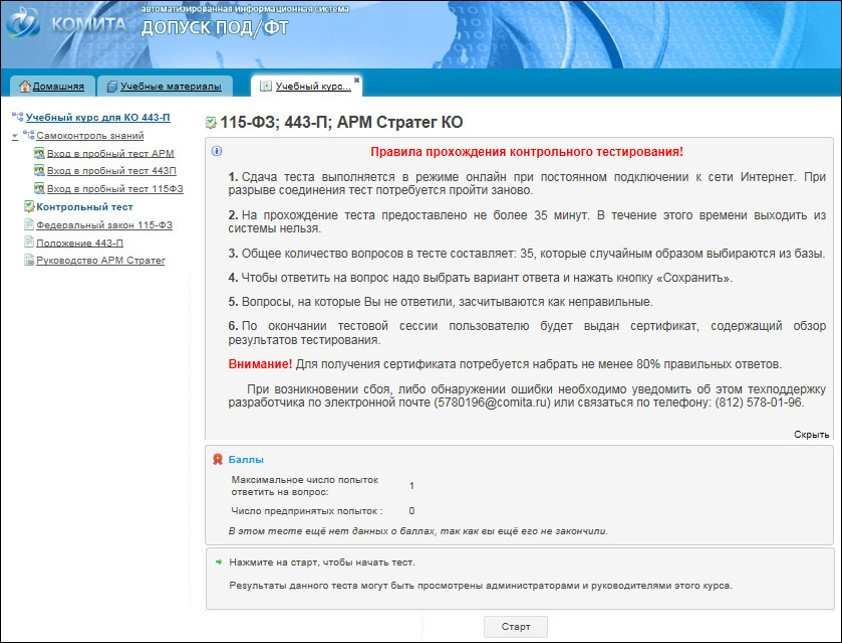 автоматизированная информационная система
КОМИТА ДОПУСК ПОД/ФТ
Домашняя
Учебные материалы
Учебный курс...
Учебный курс для КО 443-П
Самоконтроль знаний
Вход в пробный тест АРМ
Вход в пробный тест 443П
Вход в пробный тест 115ФЗ
Контрольный тест
Федеральный закон 115-ФЗ
Положение 443-П
Руководство АРМ Стратег
115-ФЗ; 443-П; АРМ Стратег КО
Правила прохождения контрольного тестирования!
1. Сдача теста выполняется в режиме онлайн при постоянном подключении к сети Интернет. При
разрыве соединения тест потребуется пройти заново.
2. На прохождение теста предоставлено не более 35 минут. В течение этого времени выходить из
системы нельзя.
3. Общее количество вопросов в тесте составляет: 35, которые случайным образом выбираются из базы.
4. Чтобы ответить на вопрос надо выбрать вариант ответа и нажать кнопку «Сохранить».
5. Вопросы, на которые Вы не ответили, засчитываются как неправильные.
6. По окончании тестовой сессии пользователю будет выдан сертификат, содержащий обзор
результатов тестирования.
Внимание! Для получения сертификата потребуется набрать не менее 80% правильных ответов.
При возникновении сбоя, либо обнаружении ошибки необходимо уведомить об этом техподдержку
разработчика по электронной почте (5780196@comita.ru) или связаться по телефону: (812) 578-01-96.
Скрыть
Баллы
Максимальное число попыток
ответить на вопрос: 1
Число предпринятых попыток : 0
В этом тесте ещё нет данных о баллах, так как вы ещё его не закончили.
Нажмите на старт, чтобы начать тест.
Результаты данного теста могут быть просмотрены администраторами и руководителями этого курса.
Старт